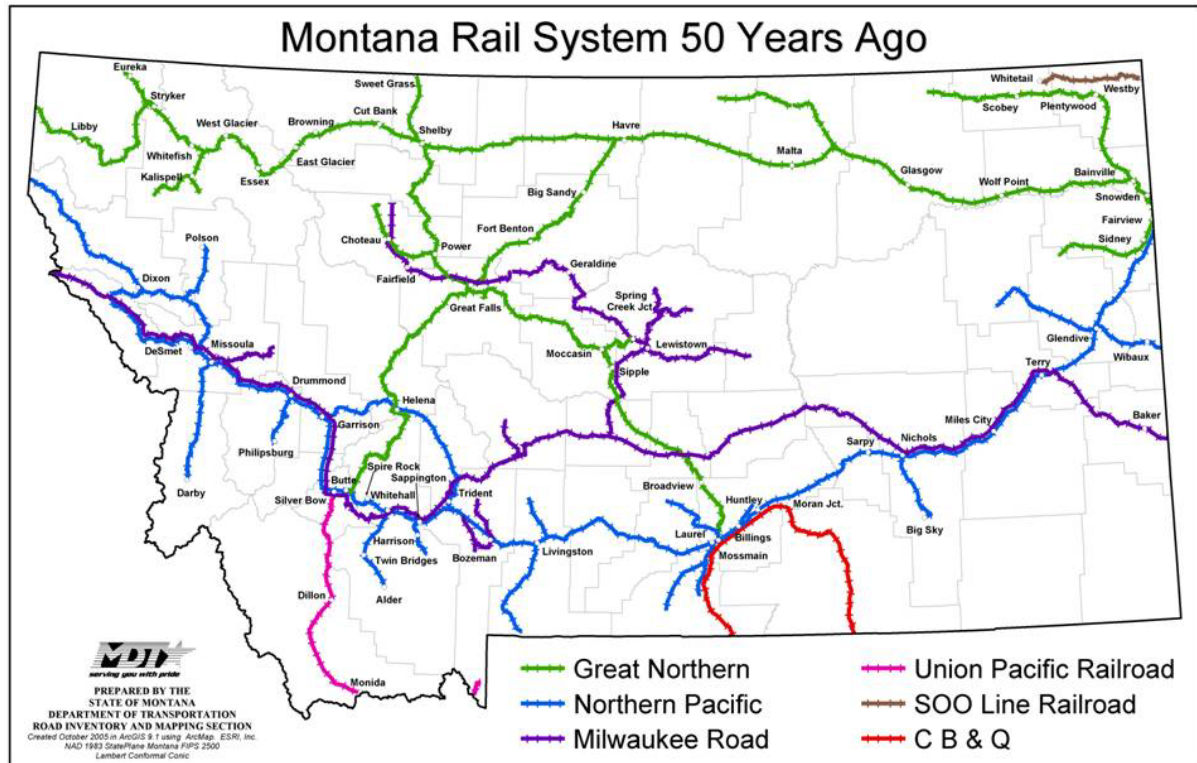 Montana Rail System 50 Years Ago
Eureka
Stryker
Libby
West Glacier
Whitefish
Kalispell
Essex
East Glacier
Browning
Cut Bank
Sweet Grass
Shelby
Havre
Malta
Glasgow
Wolf Point
Scobey
Whitetail
Westby
Plentywood
Bainville
Snowden
Fairview
Sidney
Big Sandy
Fort Benton
Power
Choteau
Fairfield
Great Falls
Geraldine
Spring
Creek Jct.
Lewistown
Moccasin
Sipple
Polson
Dixon
DeSmet
Missoula
Drummond
Helena
Garrison
Philipsburg
Darby
Butte
Spire Rock
Sappington
Silver Bow
Whitehall
Trident
Harrison
Twin Bridges
Bozeman
Alder
Dillon
Monida
Livingston
Broadview
Huntley
Moran Jct.
Laurel
Billings
Mossmain
Sarpy
Nichols
Big Sky
Miles City
Terry
Glendive
Wibaux
Baker
MDT
serving you with pride
PREPARED BY THE
STATE OF MONTANA
DEPARTMENT OF TRANSPORTATION
ROAD INVENTORY AND MAPPING SECTION
Created October 2005 in ArcGIS 9.1 using ArcMap. ESRI, Inc.
NAD 1983 StatePlane Montana FIPS 2500
Lambert Conformal Conic
Great Northern
Northern Pacific
Milwaukee Road
Union Pacific Railroad
SOO Line Railroad
C B & Q